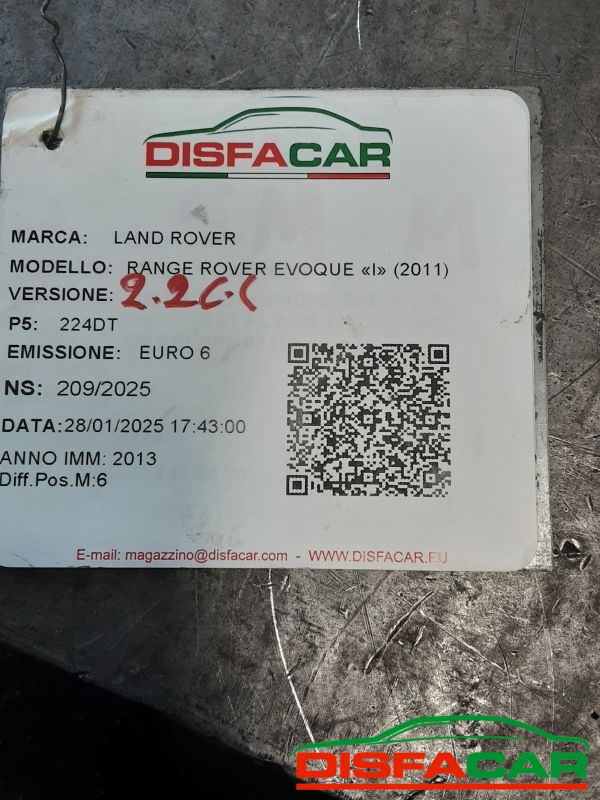 DISFACAR
MARCA: LAND ROVER
MODELLO: RANGE ROVER EVOQUE «I» (2011)
VERSIONE: 2.2 C.C
P5: 224DT
EMISSIONE: EURO 6
NS: 209/2025
DATA:28/01/2025 17:43:00
ANNO IMM: 2013
Diff.Pos.M:6
E-mail: magazzino@disfacar.com - WWW.DISFACAR.EU
DISFACAR